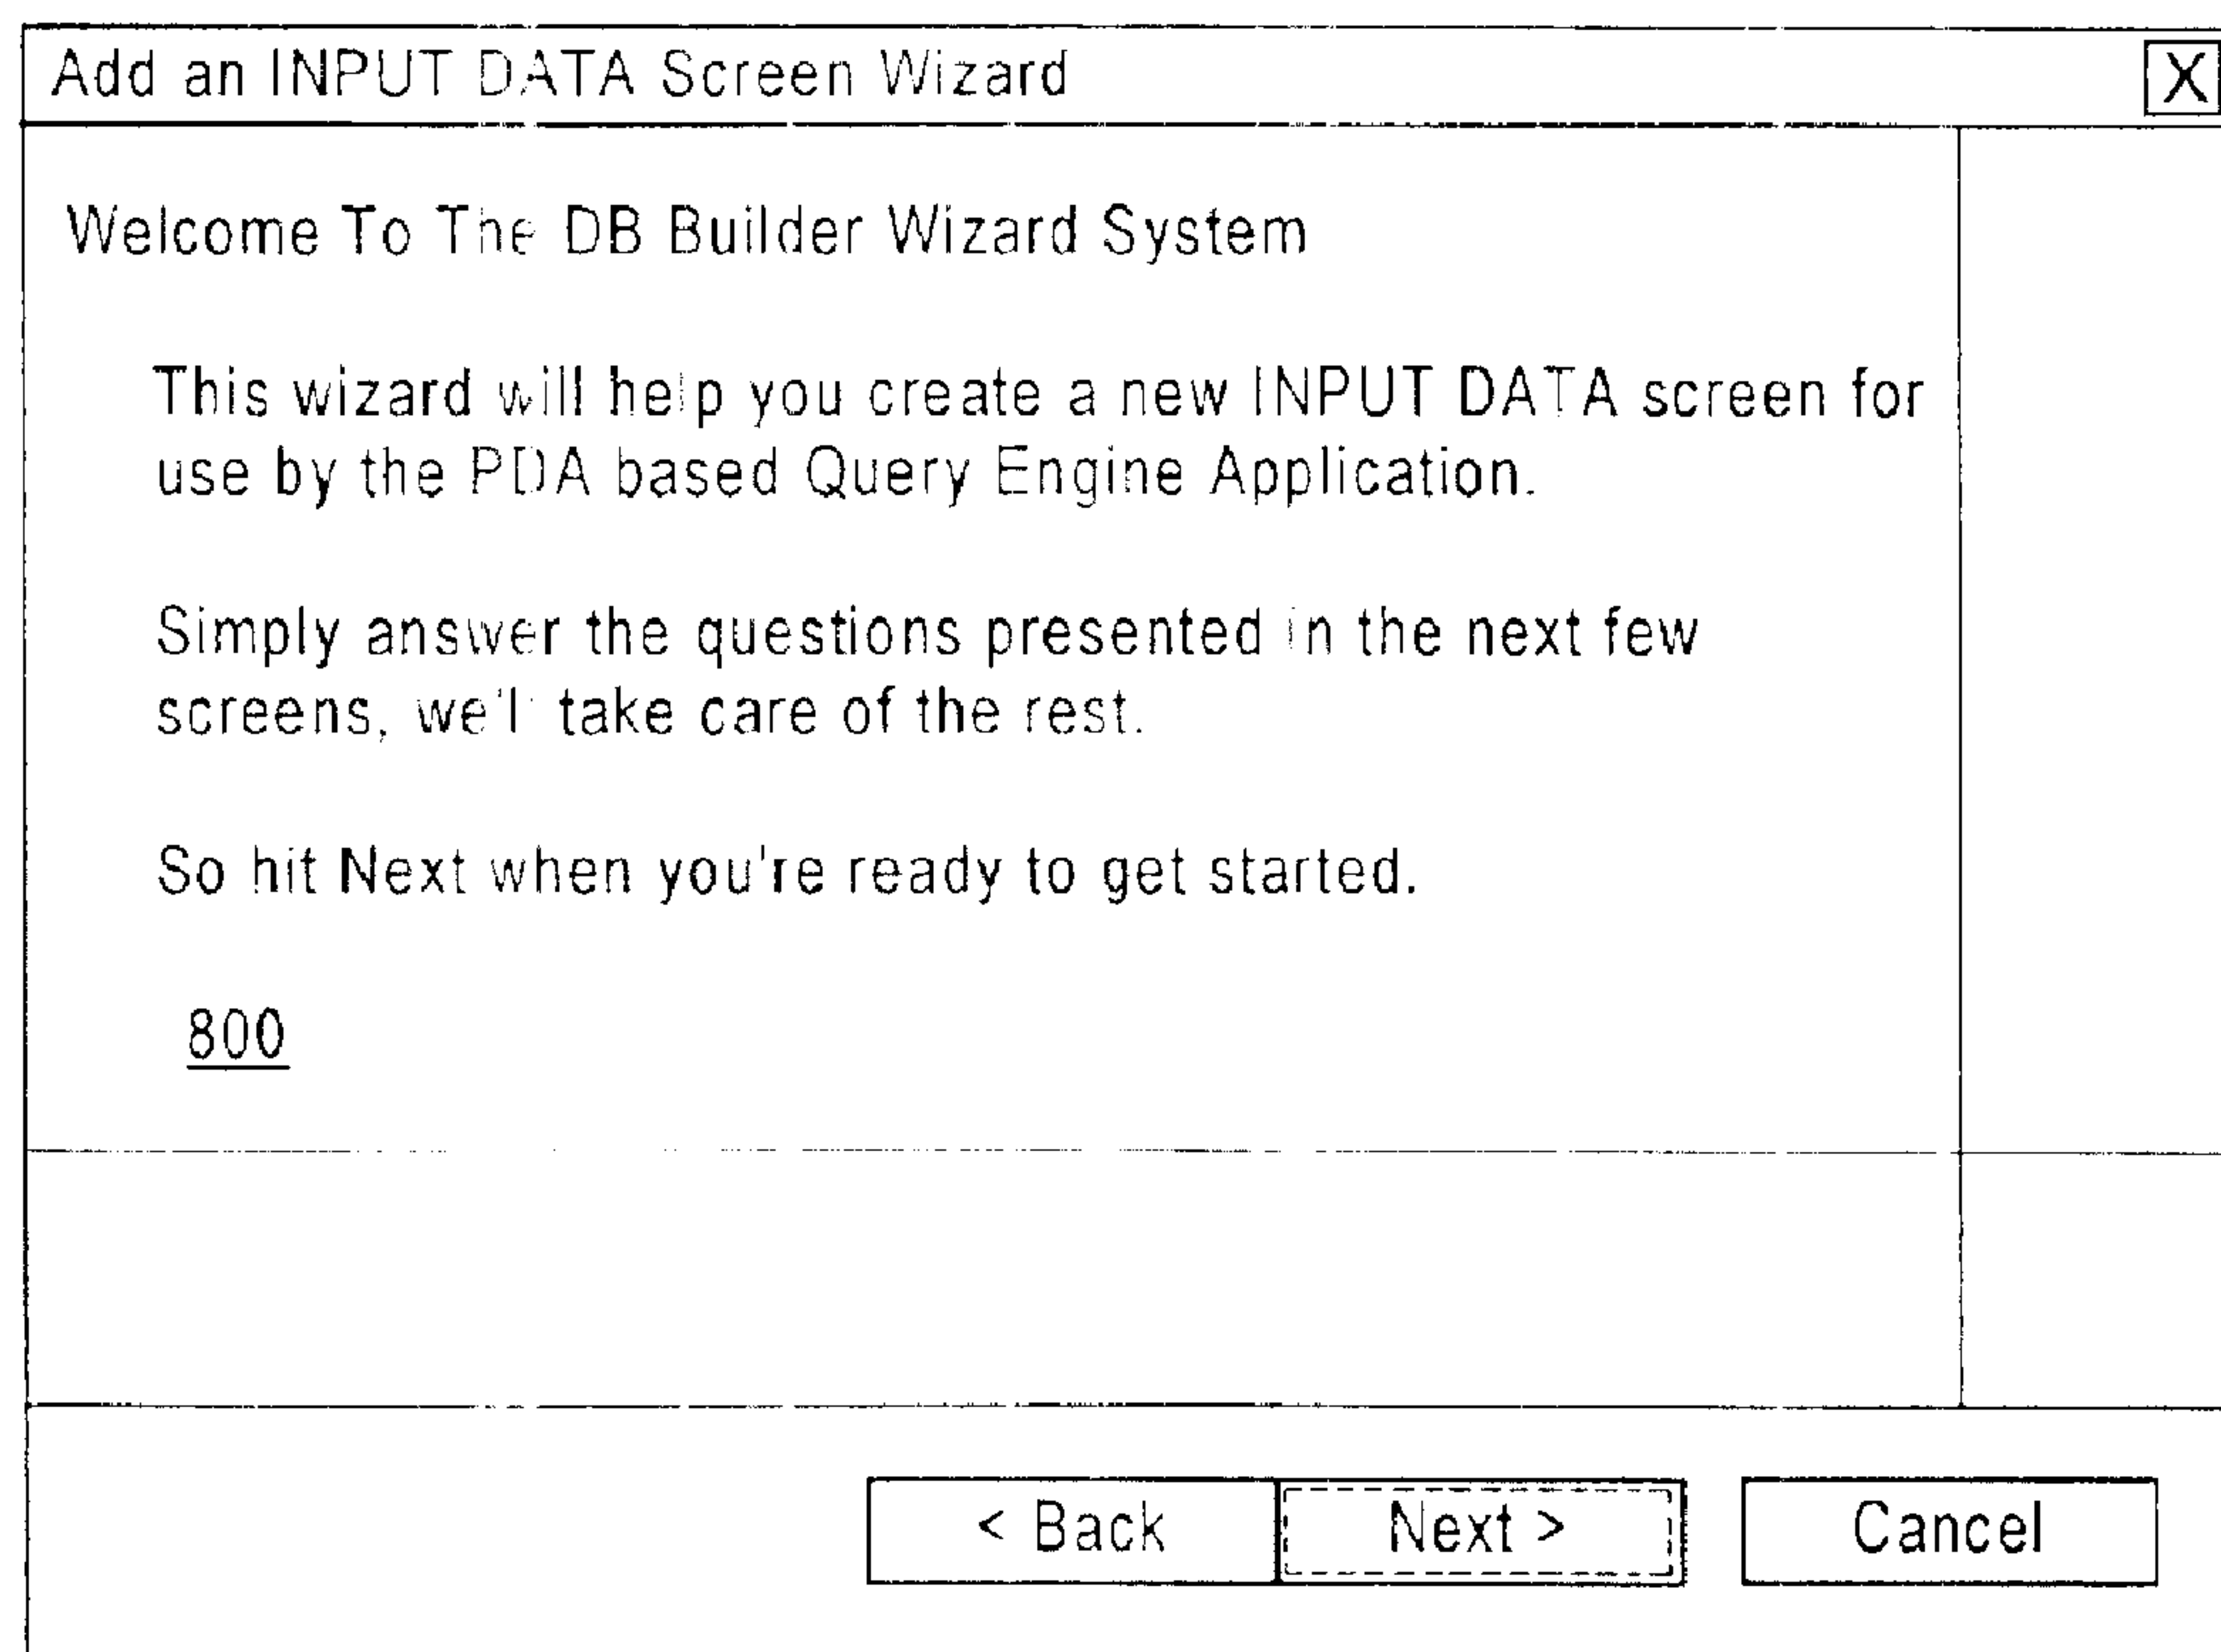 Add an INPUT DATA Screen Wizard X
Welcome To The DB Builder Wizard System
This wizard will help you create a new INPUT DATA screen for
use by the PDA based Query Engine Application.
Simply answer the questions presented in the next few
screens, we'll take care of the rest.
So hit Next when you're ready to get started.
800
< Back Next > Cancel